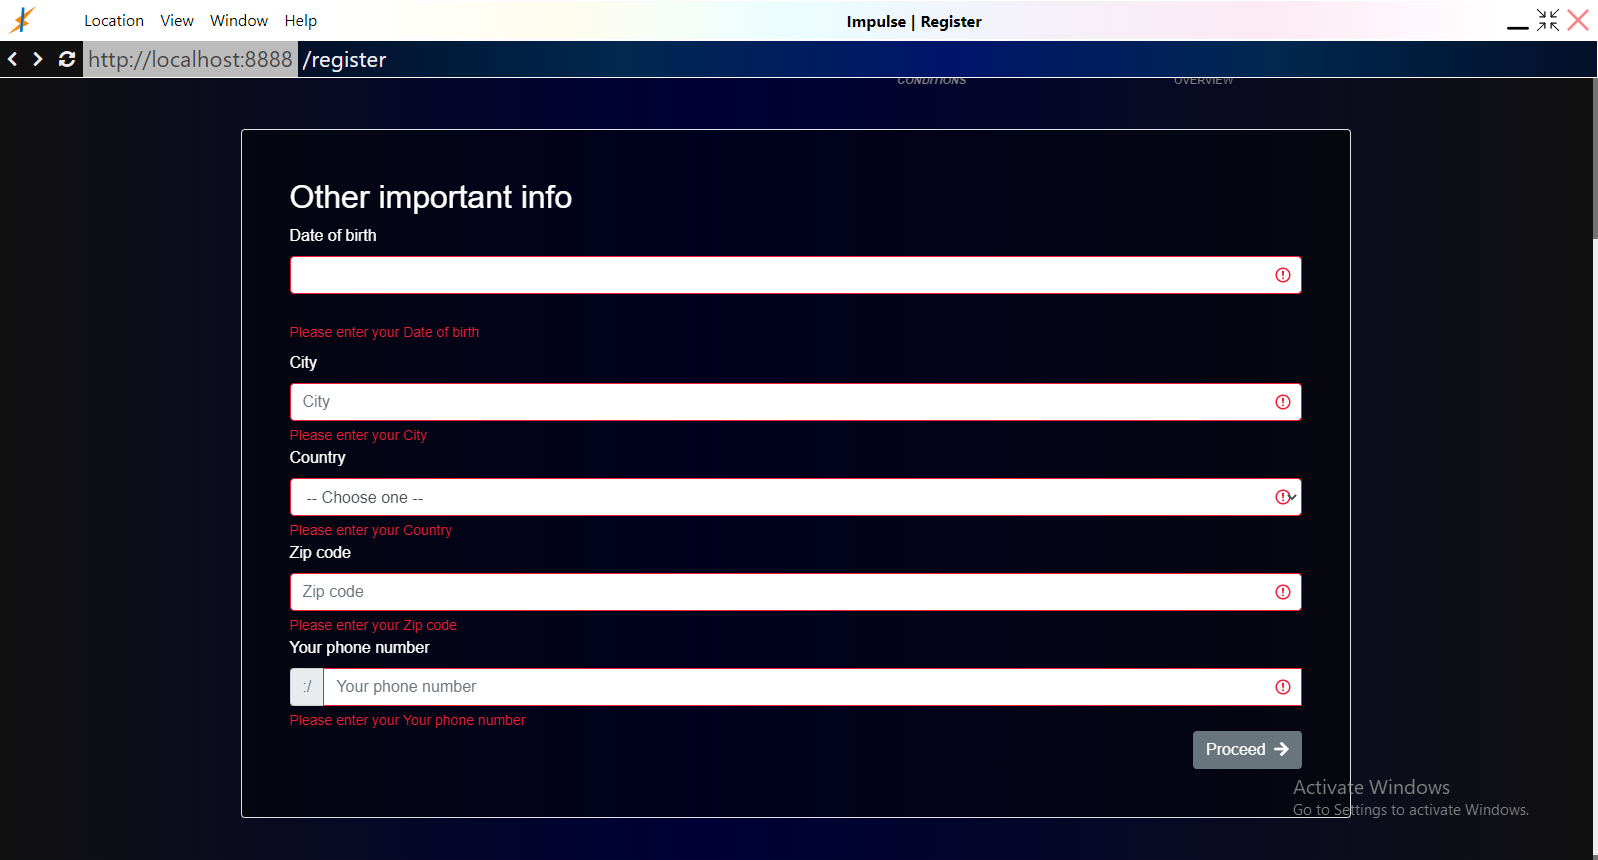 Location View Window Help
Impulse | Register
http://localhost:8888 /register
CONDITIONS
OVERVIEW
Other important info
Date of birth
Please enter your Date of birth
City
City
Please enter your City
Country
-- Choose one --
Please enter your Country
Zip code
Zip code
Please enter your Zip code
Your phone number
:/ Your phone number
Please enter your Your phone number
Proceed
Activate Windows
Go to Settings to activate Windows.